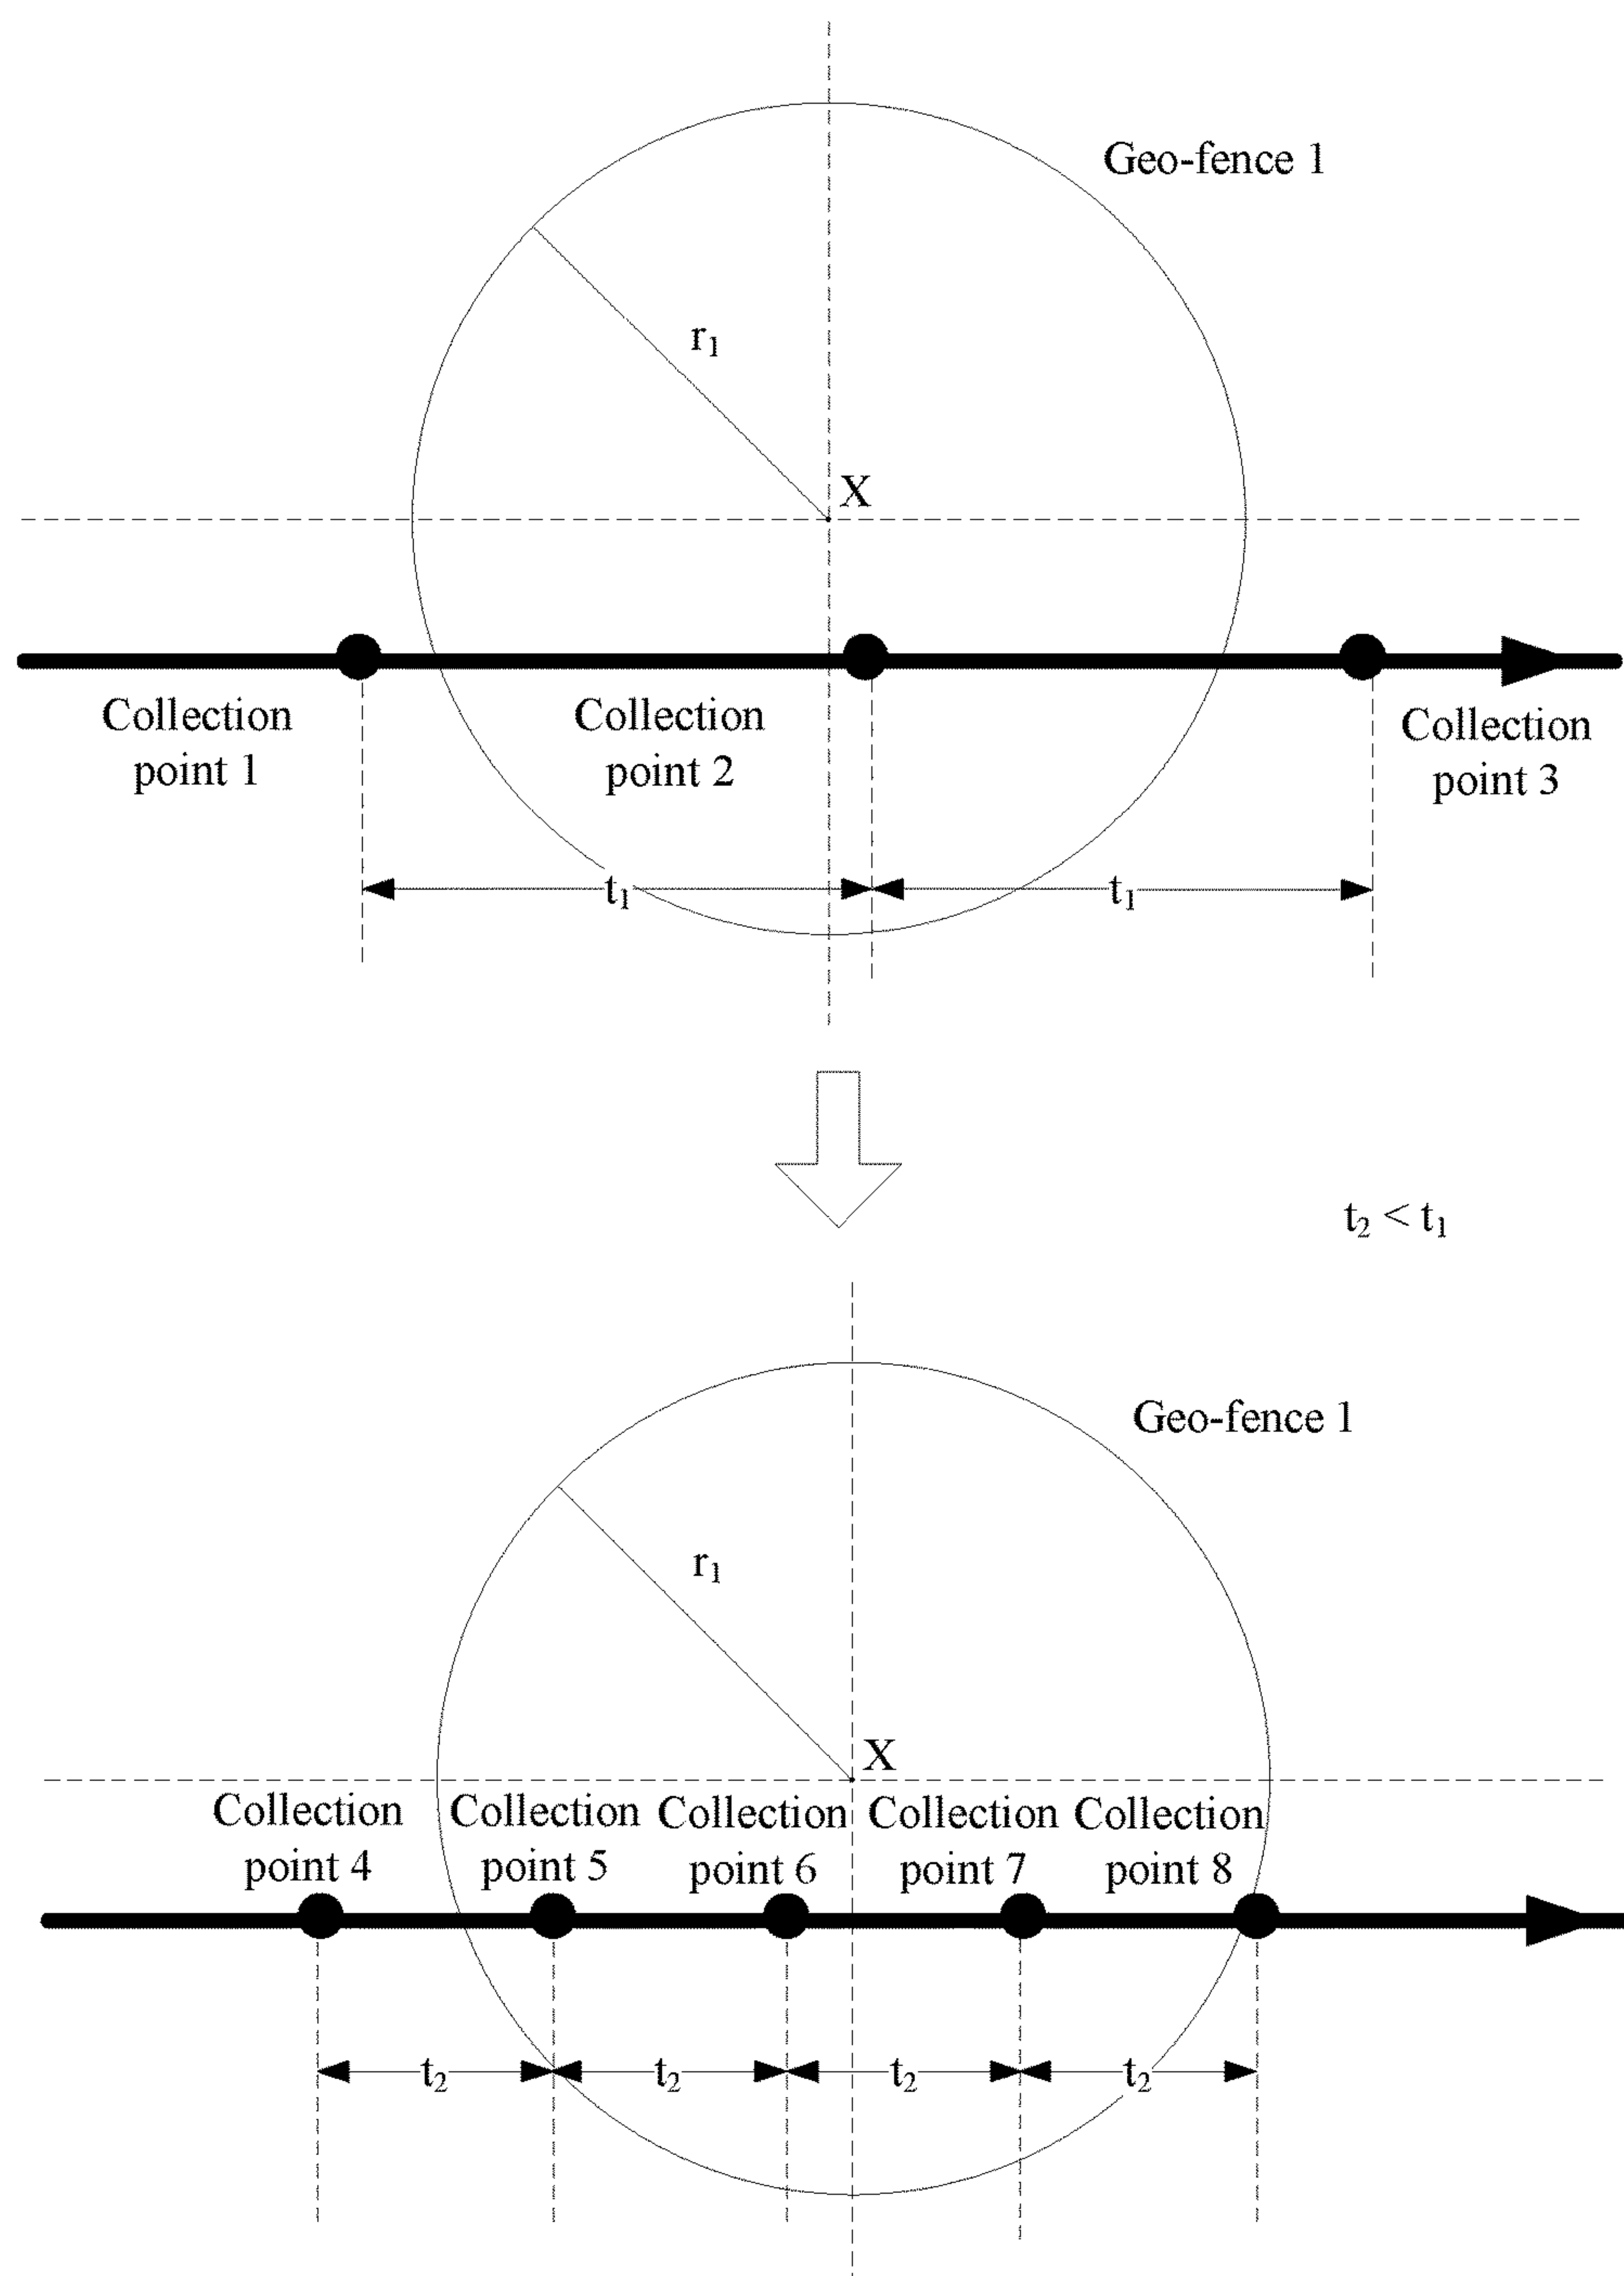 Geo-fence 1
r₁
X
Collection
point 1
Collection
point 2
Collection
point 3
t₁
t₁
t₂ < t₁
Geo-fence 1
r₁
X
Collection
point 4
Collection
point 5
Collection
point 6
Collection
point 7
Collection
point 8
t₂
t₂
t₂
t₂